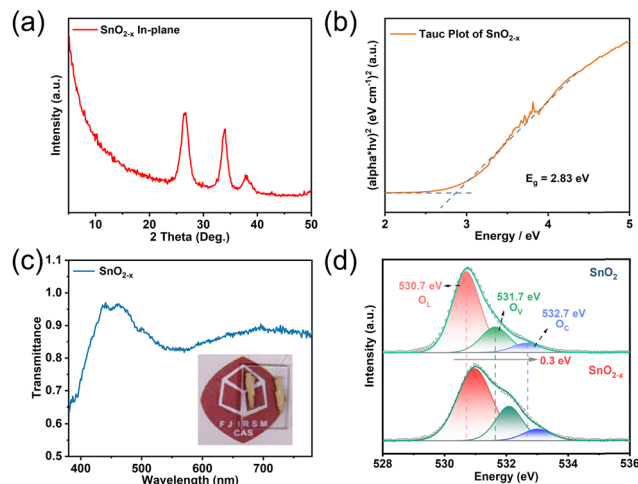 (a)
SnO2-x In-plane
Intensity (a.u.)
10 20 30 40 50
2 Theta (Deg.)
(b)
Tauc Plot of SnO2-x
(alpha*hv)² (eV cm⁻¹)² (a.u.)
Eg = 2.83 eV
2 3 4 5
Energy / eV
(c)
SnO2-x
Transmittance
1.1
1.0
0.9
0.8
0.7
0.6
0.5
F J I R S M
CAS
400 500 600 700
Wavelength (nm)
(d)
SnO2
530.7 eV
OL
531.7 eV
OV
532.7 eV
OC
0.3 eV
SnO2-x
Intensity (a.u.)
528 530 532 534 536
Energy (eV)